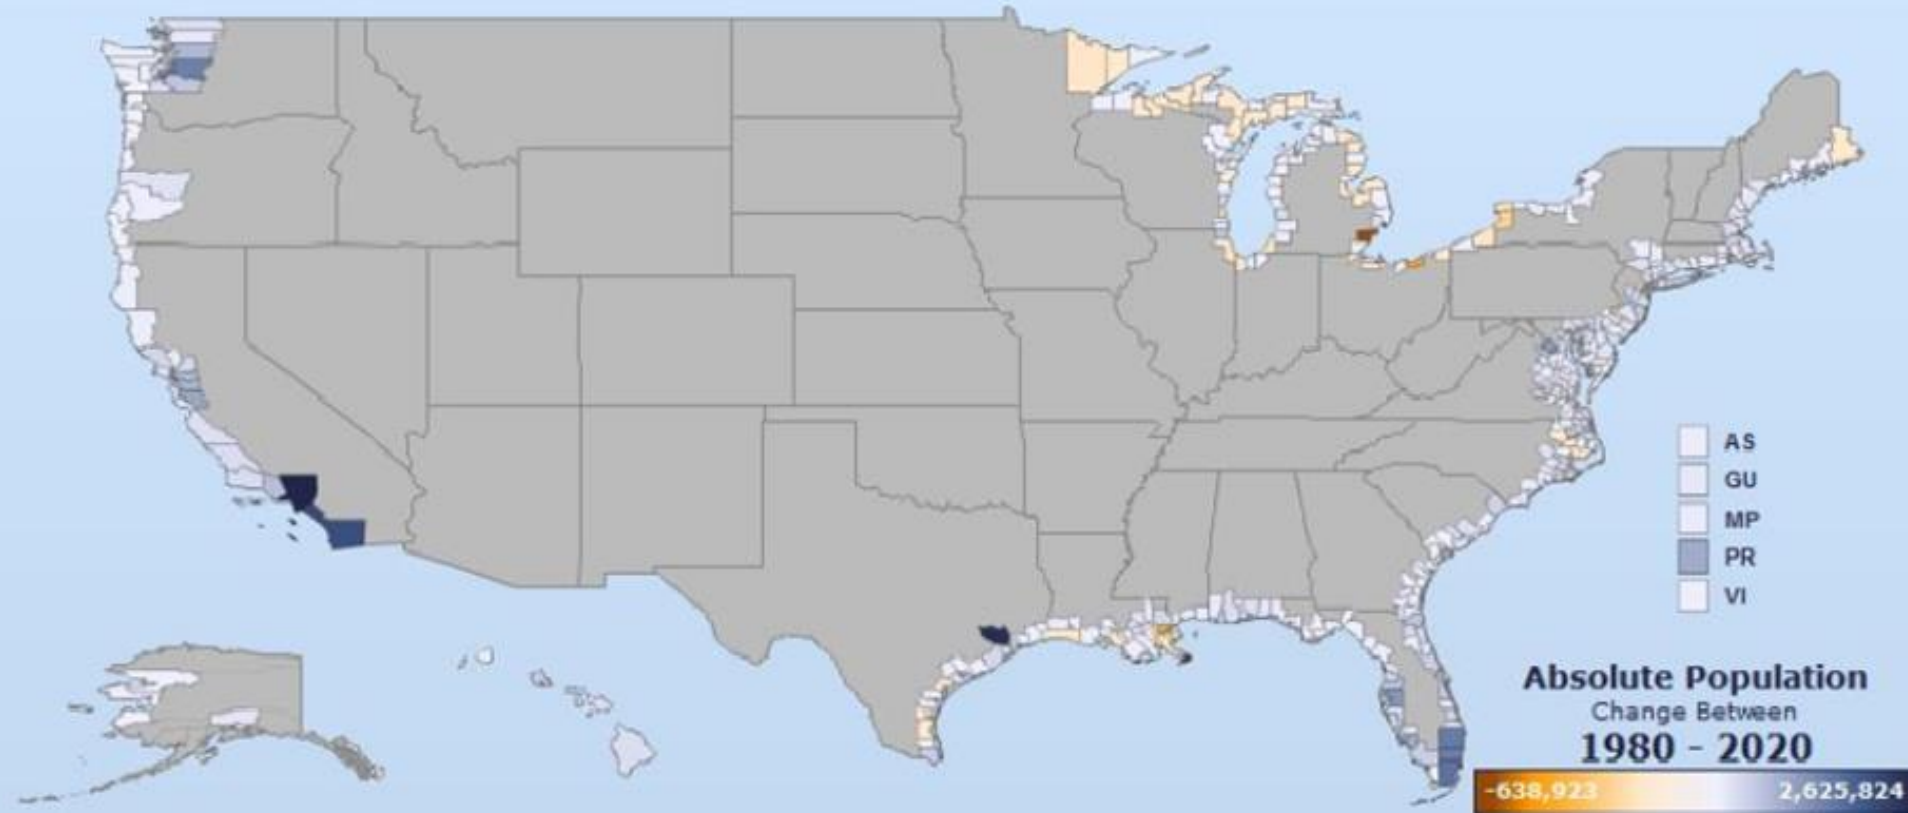 AS
GU
MP
PR
VI
Absolute Population
Change Between
1980 - 2020
-638,923 2,625,824